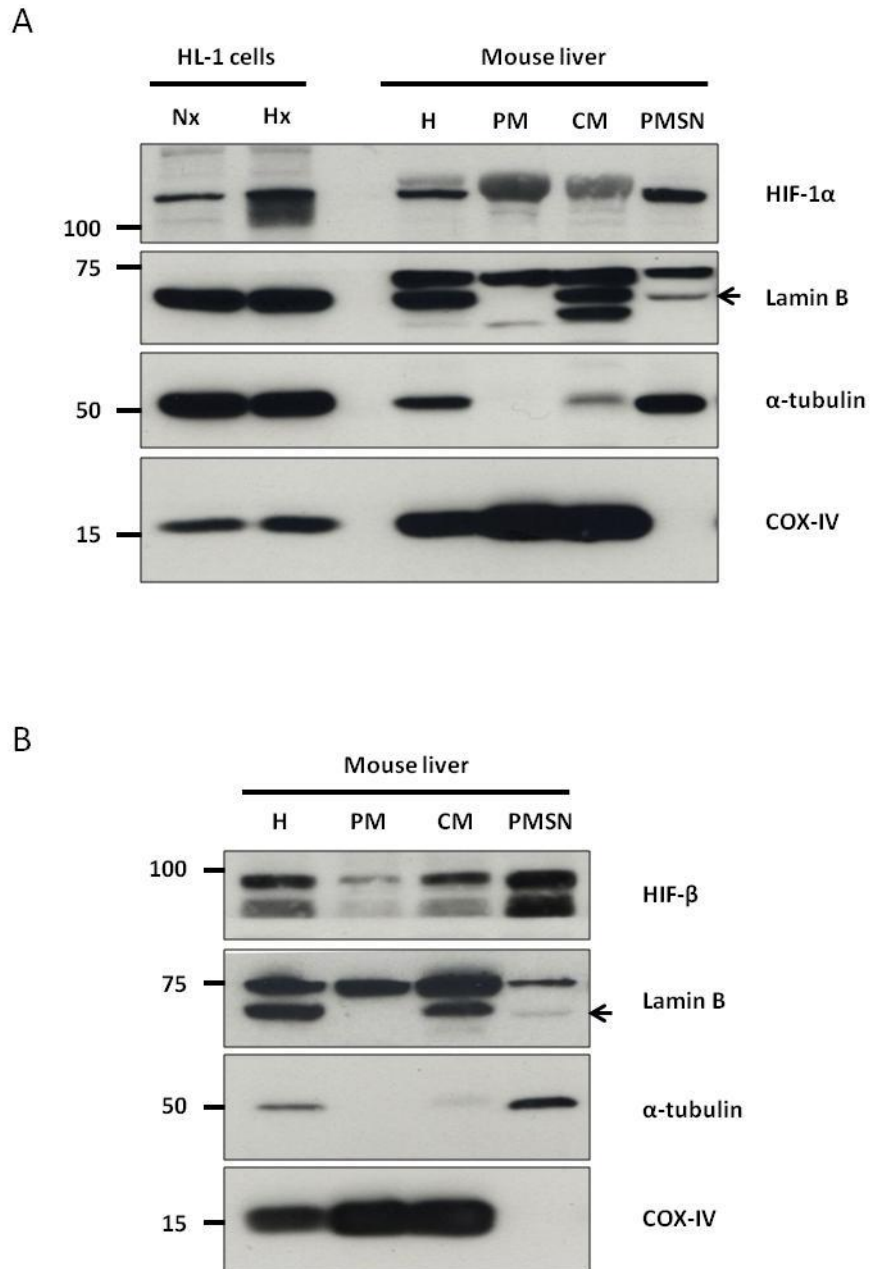 A
HL-1 cells Mouse liver
Nx Hx H PM CM PMSN
HIF-1α
100
75
Lamin B
50
α-tubulin
15
COX-IV
B
Mouse liver
H PM CM PMSN
100
HIF-β
75
Lamin B
50
α-tubulin
15
COX-IV